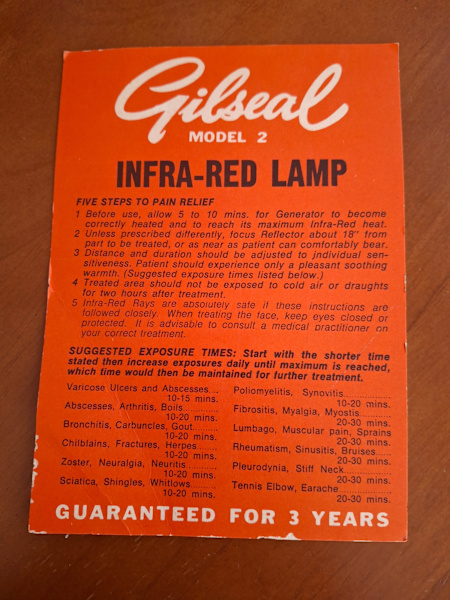 Gilseal
MODEL 2
INFRA-RED LAMP
FIVE STEPS TO PAIN RELIEF
1 Before use, allow 5 to 10 mins. for Generator to become
correctly heated and to reach its maximum Infra-Red heat.
2 Unless prescribed differently, focus Reflector about 18" from
part to be treated, or as near as patient can comfortably bear.
3 Distance and duration should be adjusted to jndividual sen-
sitiveness. Patient should experience only a pleasant soothing
warmth. (Suggested exposure times listed below.)
4 Treated area should not be exposed to cold air or draughts
for two hours after treatment.
5 Infra-Red Rays are absolutely safe if these instructions are
followed closely. When treating the face, keep eyes closed or
protected. It is advisable to consult a medical practitioner on
your correct treatment.
SUGGESTED EXPOSURE TIMES: Start with the shorter time
stated then increase exposures daily until maximum is reached,
which time would then be maintained for further treatment.
Varicose Ulcers and Abscesses....
10-15 mins.
Abscesses, Arthritis, Boils..........
10-20 mins.
Bronchitis, Carbuncles, Gout........
10-20 mins.
Chilblains, Fractures, Herpes......
10-20 mins.
Zoster, Neuralgia, Neuritis..........
10-20 mins.
Sciatica, Shingles, Whitlows........
10-20 mins.
Poliomyelitis, Synovitis..............
10-20 mins.
Fibrositis, Myalgia, Myostis........
20-30 mins.
Lumbago, Muscular pain, Sprains
20-30 mins.
Rheumatism, Sinusitis, Bruises....
20-30 mins.
Pleurodynia, Stiff Neck..............
20-30 mins.
Tennis Elbow, Earache..............
20-30 mins.
GUARANTEED FOR 3 YEARS